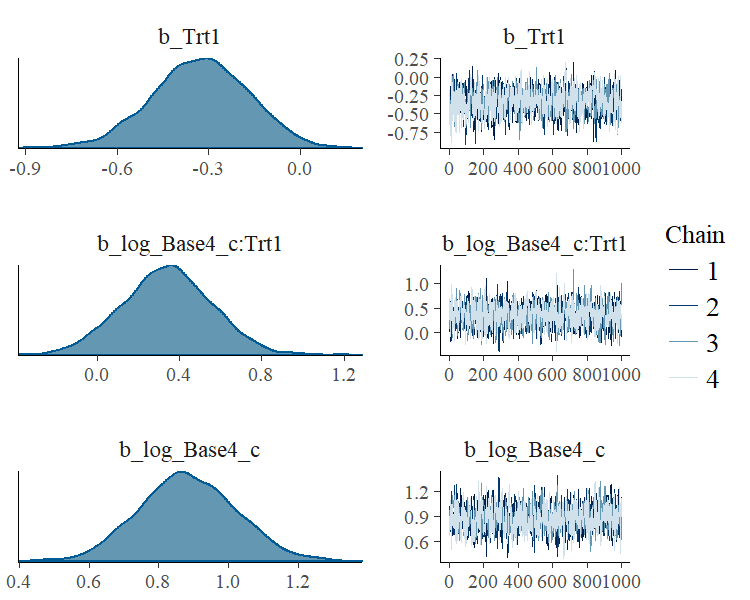 b_Trt1
b_Trt1
0.25
0.00
-0.25
-0.50
-0.75
-0.9 -0.6 -0.3 0.0
0 200 400 600 8001000
b_log_Base4_c:Trt1
b_log_Base4_c:Trt1
1.0
0.5
0.0
0.0 0.4 0.8 1.2
0 200 400 600 8001000
b_log_Base4_c
b_log_Base4_c
1.2
0.9
0.6
0.4 0.6 0.8 1.0 1.2
0 200 400 600 8001000
Chain
1
2
3
4